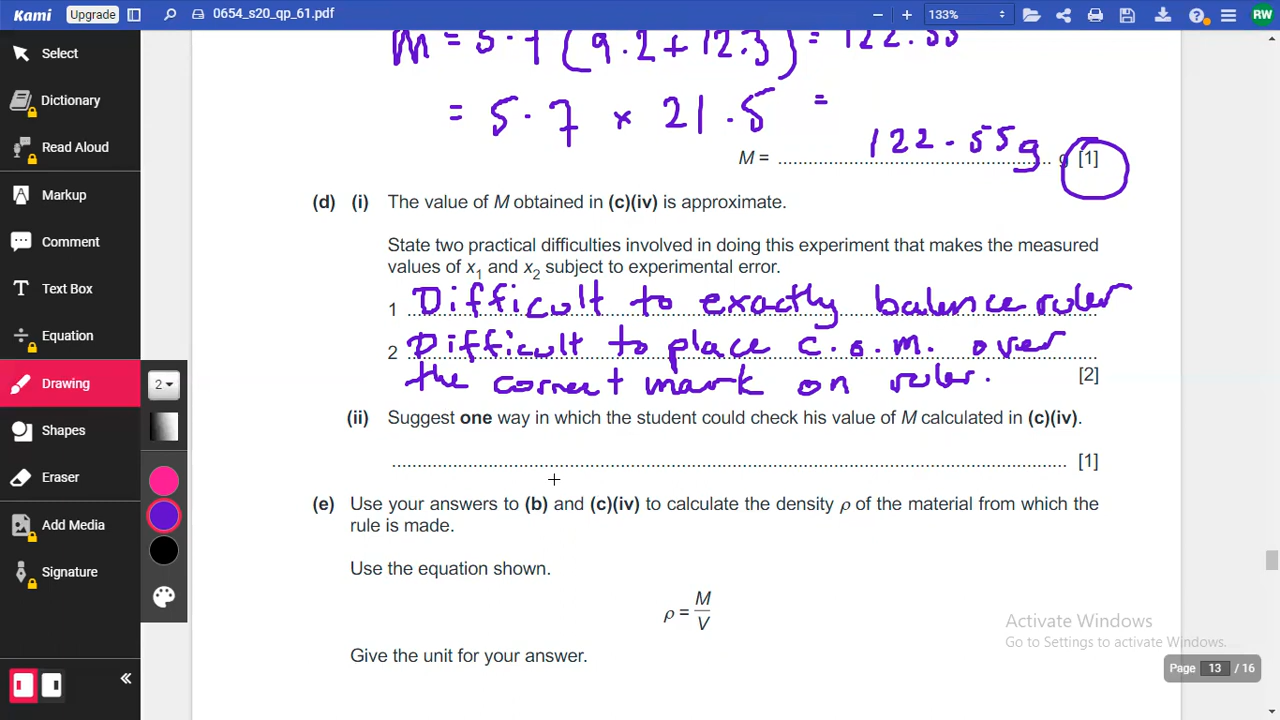 Kami
Upgrade
0654_s20_qp_61.pdf
133%
RW
Select
Dictionary
Read Aloud
Markup
Comment
Text Box
Equation
Drawing
2
Shapes
Eraser
Add Media
Signature
M = 5.7 (9.2 + 12.3) = 122.55
= 5.7 × 21.5 =
M = 122.55g g [1]
(d) (i) The value of M obtained in (c)(iv) is approximate.
State two practical difficulties involved in doing this experiment that makes the measured
values of x1 and x2 subject to experimental error.
1 Difficult to exactly balence ruler
2 Difficult to place c.o.m. over
the correct mark on ruler. [2]
(ii) Suggest one way in which the student could check his value of M calculated in (c)(iv).
[1]
(e) Use your answers to (b) and (c)(iv) to calculate the density ρ of the material from which the
rule is made.
Use the equation shown.
ρ = M/V
Give the unit for your answer.
Activate Windows
Go to Settings to activate Windows.
Page 13 / 16